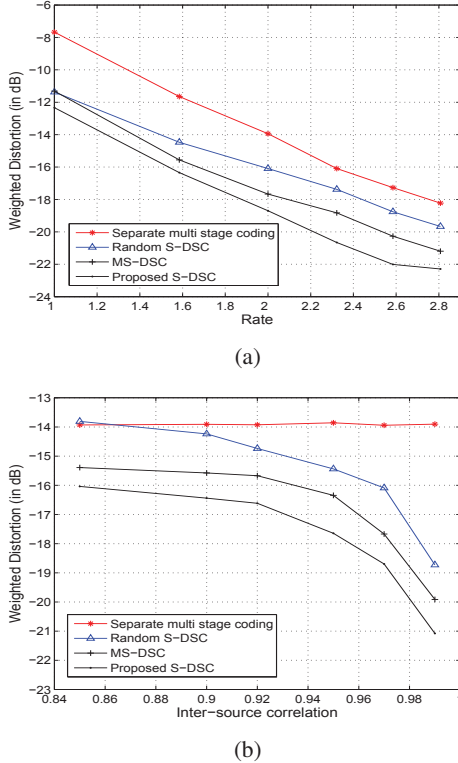 −6
−8
−10
−12
−14
−16
−18
−20
−22
−24
Weighted Distortion (in dB)
Separate multi stage coding
Random S−DSC
MS−DSC
Proposed S−DSC
1 1.2 1.4 1.6 1.8 2 2.2 2.4 2.6 2.8
Rate
(a)
−13
−14
−15
−16
−17
−18
−19
−20
−21
−22
−23
Weighted Distortion (in dB)
Separate multi stage coding
Random S−DSC
MS−DSC
Proposed S−DSC
0.84 0.86 0.88 0.9 0.92 0.94 0.96 0.98
Inter−source correlation
(b)